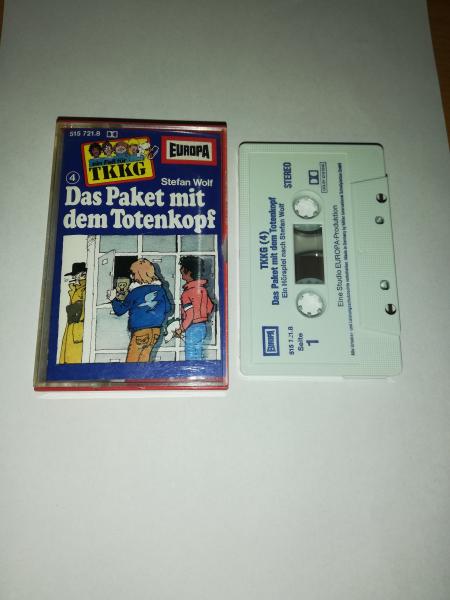 515 721.8
ein Fall für
TKKG
EUROPA
4
Stefan Wolf
Das Paket mit
dem Totenkopf
EUROPA
515 721.8
Seite
1
TKKG (4)
Das Paket mit dem Totenkopf
Ein Hörspiel nach Stefan Wolf
STEREO
Eine Studio EUROPA-Produktion